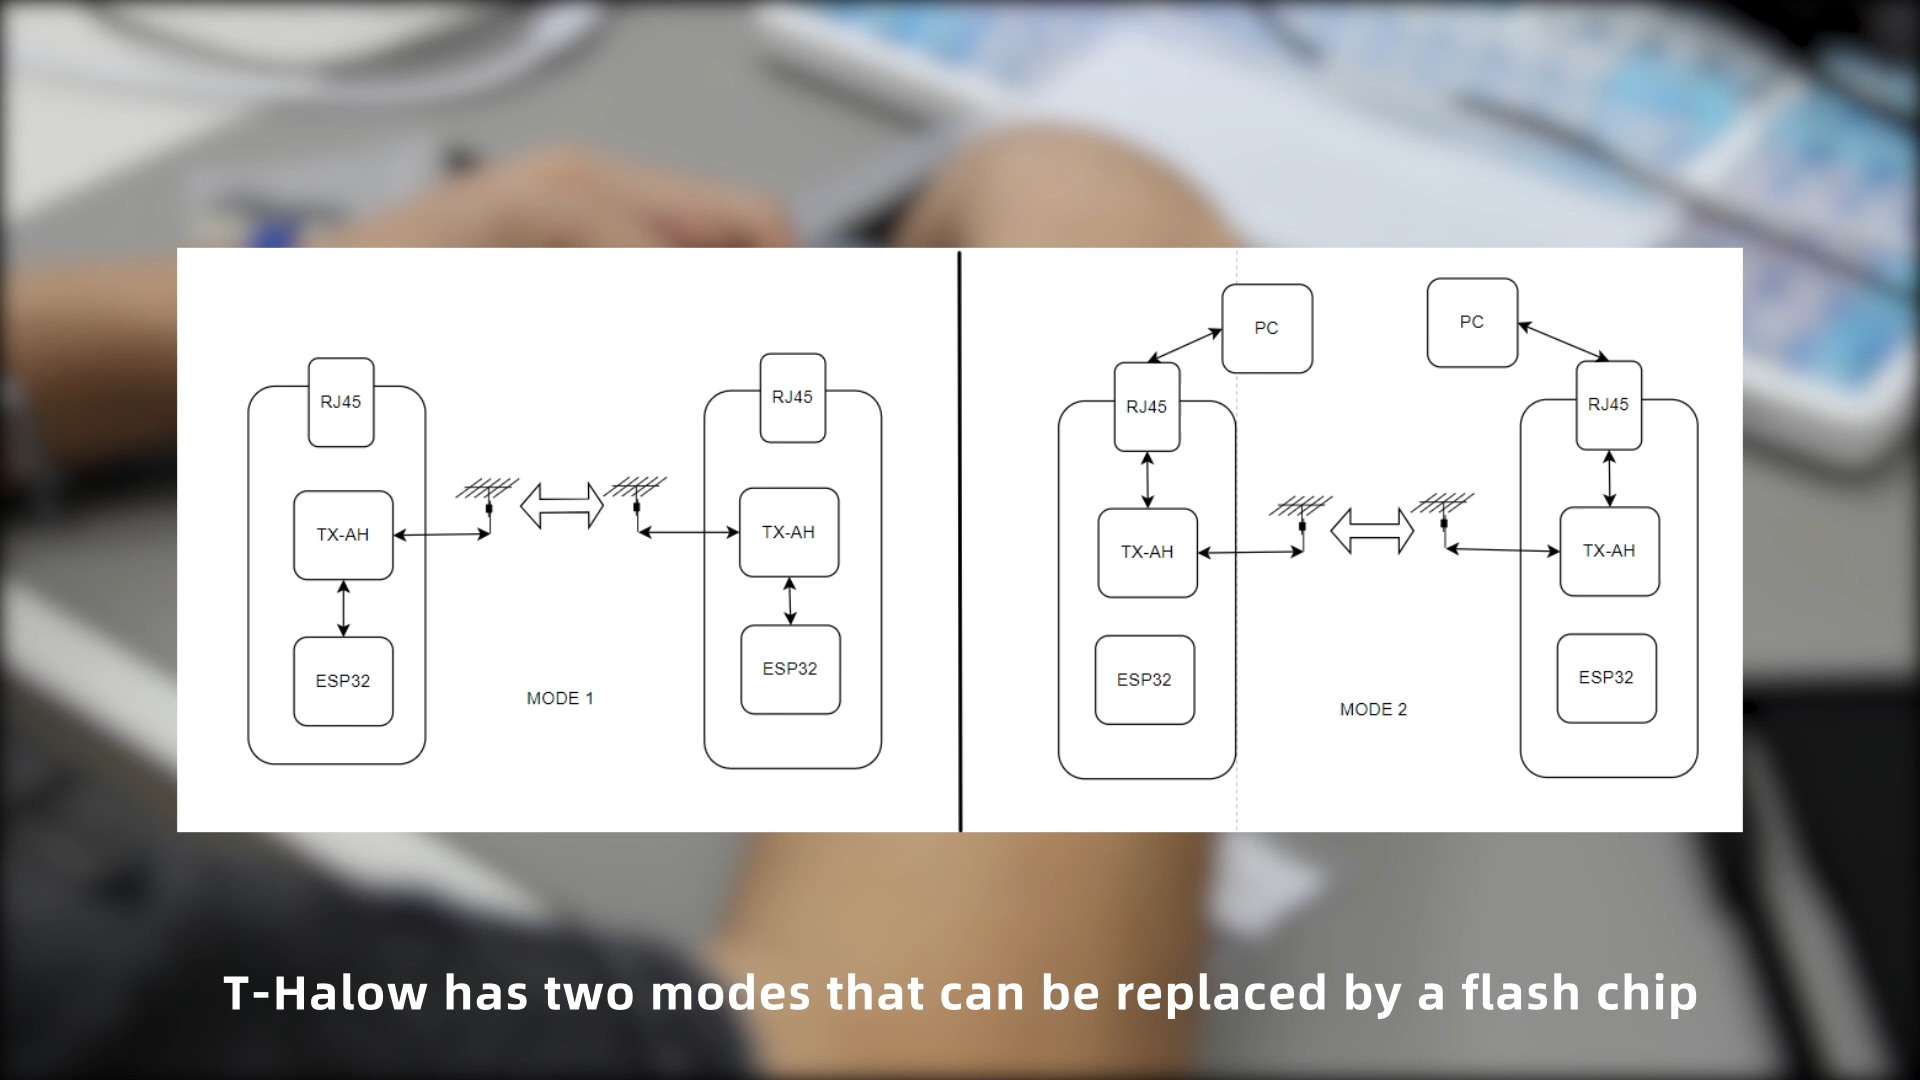 RJ45
TX-AH
ESP32
MODE 1
RJ45
TX-AH
ESP32
PC
RJ45
TX-AH
ESP32
MODE 2
PC
RJ45
TX-AH
ESP32
T-Halow has two modes that can be replaced by a flash chip